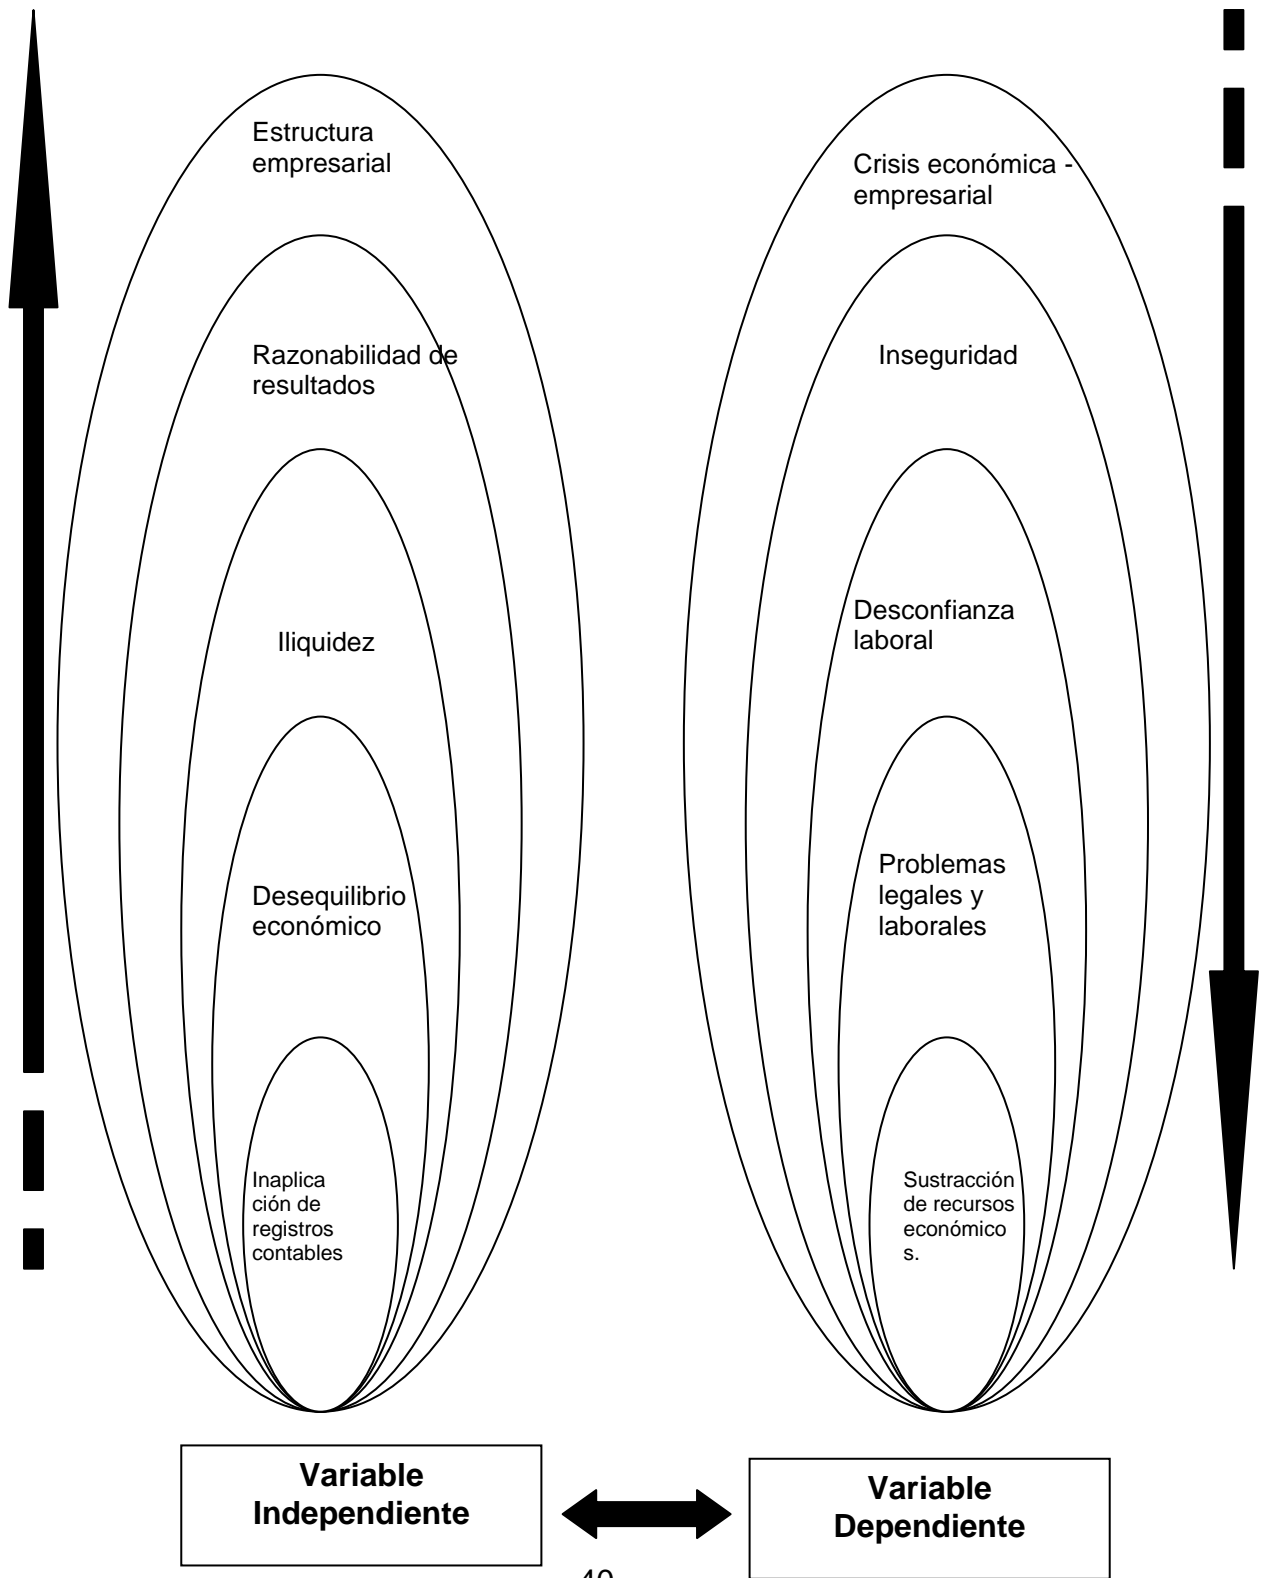 Estructura
empresarial
Razonabilidad de
resultados
Iliquidez
Desequilibrio
económico
Inaplica
ción de
registros
contables
Variable
Independiente
Crisis económica -
empresarial
Inseguridad
Desconfianza
laboral
Problemas
legales y
laborales
Sustracción
de recursos
económico
s.
Variable
Dependiente
40